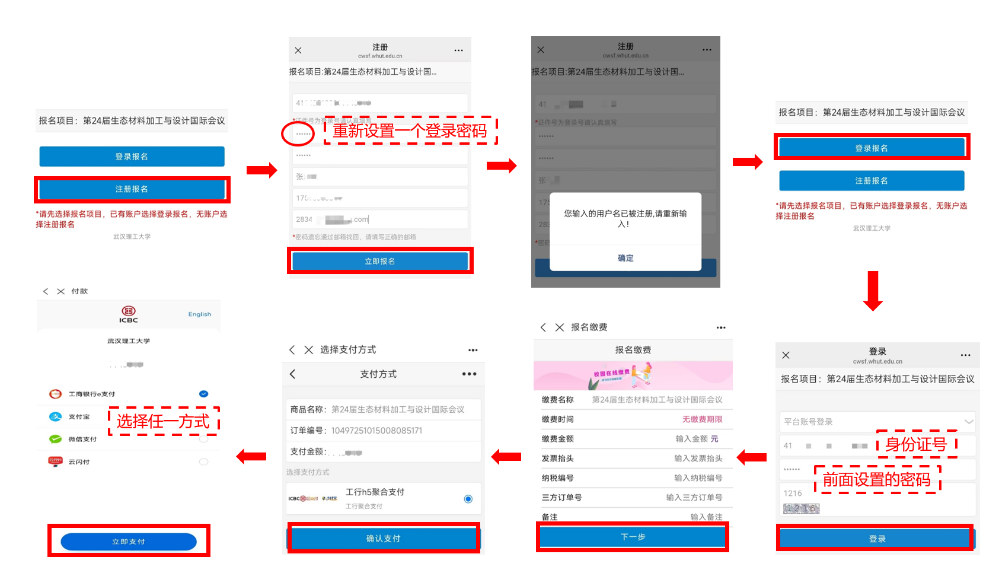 报名项目：第24届生态材料加工与设计国际会议
登录报名
注册报名
*请先选择报名项目，已有账户选择登录报名，无账户选
择注册报名
武汉理工大学
注册
cwsf.whut.edu.cn
报名项目:第24届生态材料加工与设计国...
41
*证件号为登录号请认真填写
重新设置一个登录密码
••••••
••••••
张
175
2834
.com
*密码遗忘通过邮箱找回，请填写正确的邮箱
立即报名
注册
cwsf.whut.edu.cn
报名项目:第24届生态材料加工与设计国...
41
*证件号为登录号请认真填写
••••••
••••••
张
175
283
*密码
您输入的用户名已被注册,请重新输
入！
确定
报名项目：第24届生态材料加工与设计国际会议
登录报名
注册报名
*请先选择报名项目，已有账户选择登录报名，无账户选
择注册报名
武汉理工大学
登录
cwsf.whut.edu.cn
报名项目：第24届生态材料加工与设计国际会议
平台账号登录
41
身份证号
••••••
前面设置的密码
1216
1216
登录
报名缴费
报名缴费
校园在线缴费
缴费名称 第24届生态材料加工与设计国际会议
缴费时间 无缴费期限
缴费金额 输入金额 元
发票抬头 输入发票抬头
纳税编号 输入纳税编号
三方订单号 输入三方订单号
备注 输入备注
下一步
选择支付方式
支付方式
商品名称：第24届生态材料加工与设计国际会议
订单编号：10497251015008085171
支付金额：
选择支付方式
ICBC
工行h5聚合支付
工行聚合支付
确认支付
付款
ICBC
English
武汉理工大学
工商银行e支付
支付宝
选择任一方式
微信支付
云闪付
立即支付